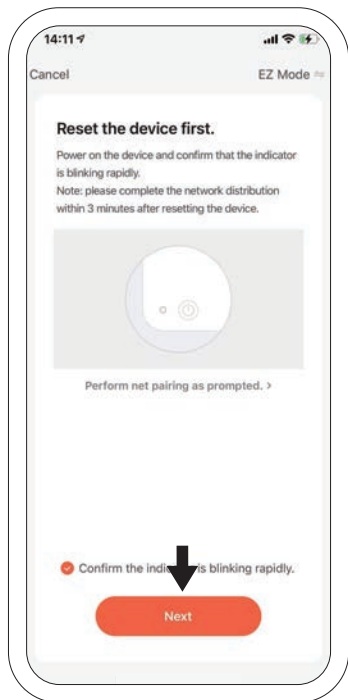 14:11
Cancel EZ Mode
Reset the device first.
Power on the device and confirm that the indicator
is blinking rapidly.
Note: please complete the network distribution
within 3 minutes after resetting the device.
Perform net pairing as prompted. >
Confirm the indi is blinking rapidly.
Next